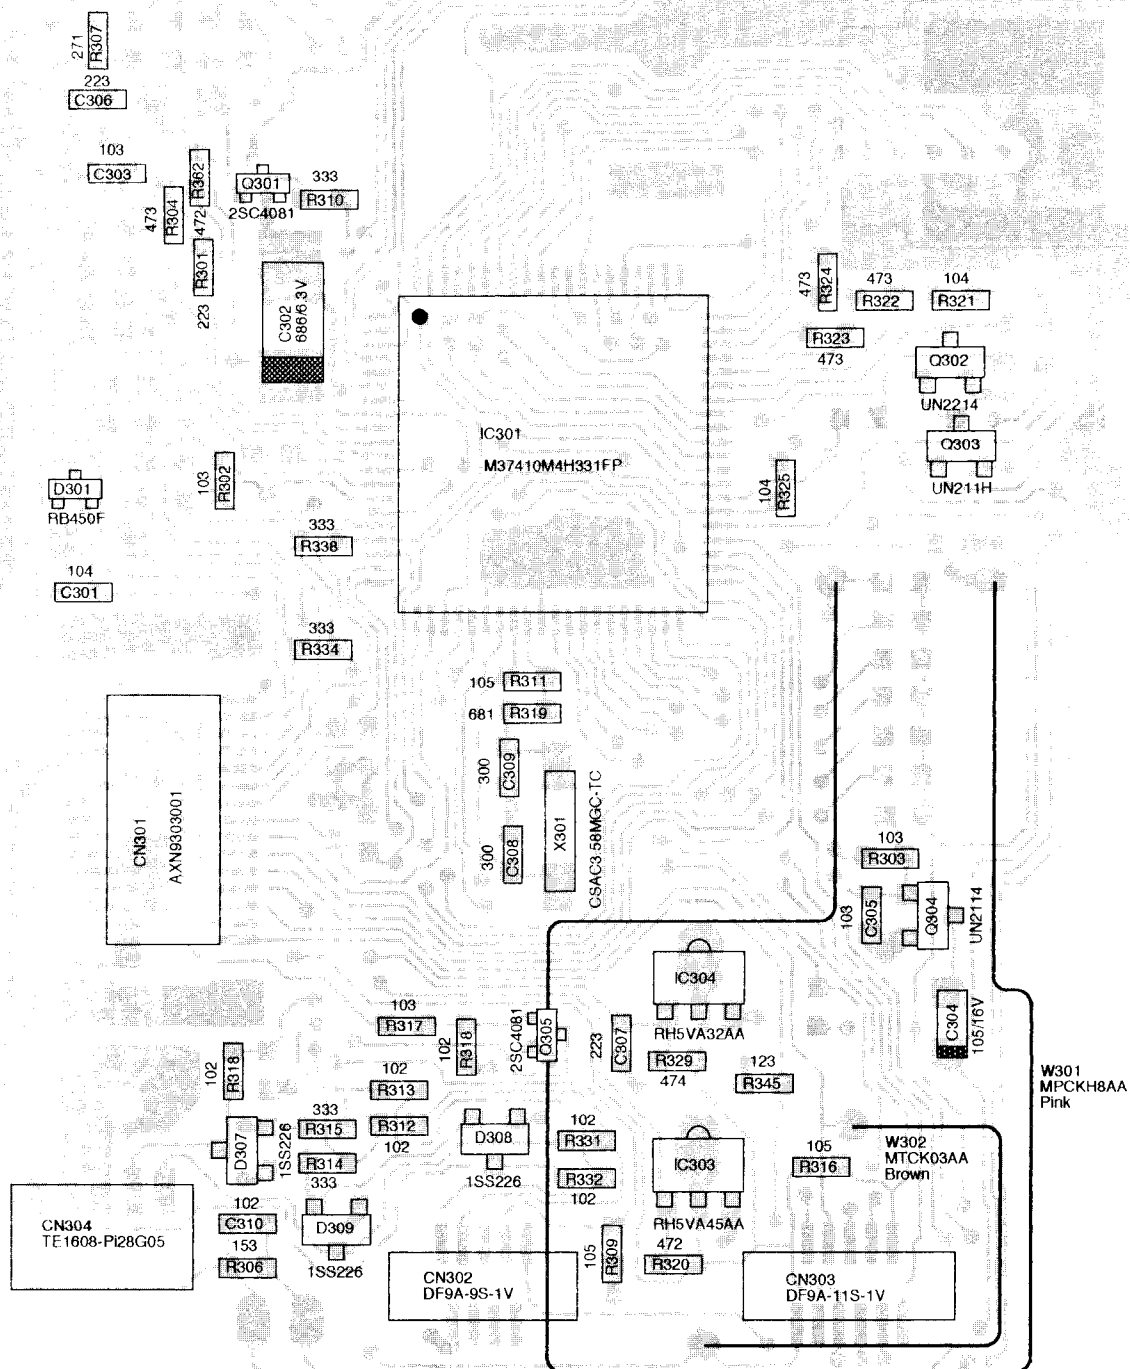 271
R307
223
C306
103
C303
R362
472
473
R304
Q301
2SC4081
333
R310
R301
223
C302
686/6.3V
473
R324
473
R322
104
R321
R323
473
Q302
UN2214
Q303
UN211H
IC301
M37410M4H331FP
104
R325
103
R302
D301
RB450F
333
R338
104
C301
333
R334
105 R311
681 R319
300
C309
300
C308
X301
CSAC3.58MGC-TC
CN301
AXN9303001
103
R303
103
C305
Q304
UN2114
IC304
RH5VA32AA
C304
105/16V
103
R317
102
R318
2SC4081
Q305
223
C307
R329
474
123
R345
102
R318
102
R313
W301
MPCKH8AA
Pink
D307
1SS226
333
R315
R312
102
R314
333
D308
1SS226
102
R331
R332
102
IC303
RH5VA45AA
105
R316
W302
MTCK03AA
Brown
CN304
TE1608-Pi28G05
102
C310
153
R306
D309
1SS226
CN302
DF9A-9S-1V
105
R309
472
R320
CN303
DF9A-11S-1V